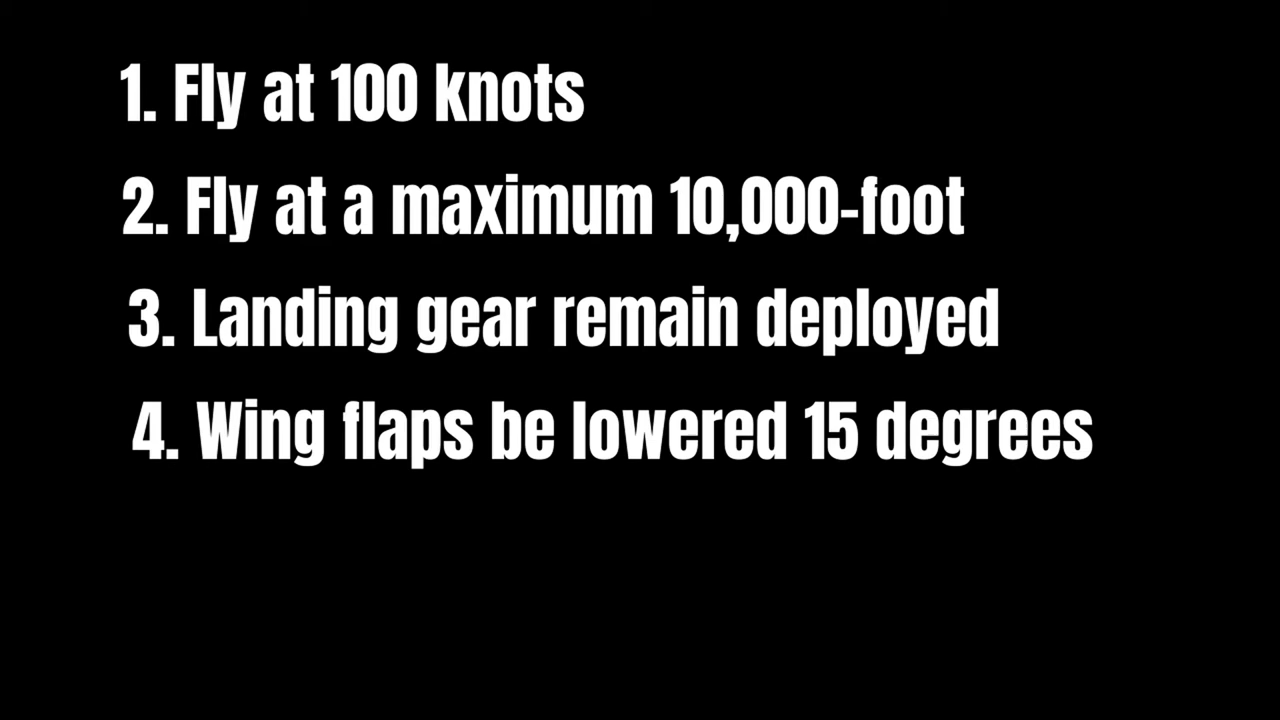 1. Fly at 100 knots
2. Fly at a maximum 10,000-foot
3. Landing gear remain deployed
4. Wing flaps be lowered 15 degrees